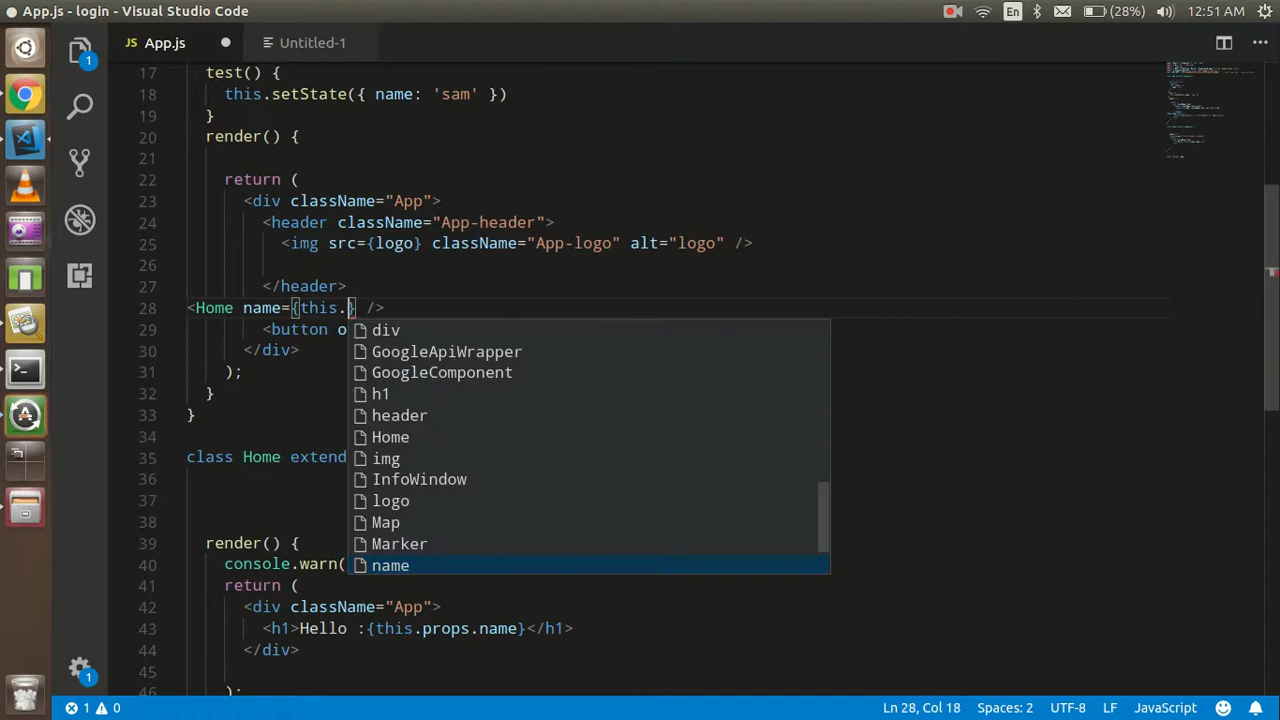 App.js - login - Visual Studio Code
En
(28%)
12:51 AM
JS App.js
Untitled-1
1
17 test() {
18 this.setState({ name: 'sam' })
19 }
20 render() {
21
22 return (
23 <div className="App">
24 <header className="App-header">
25 <img src={logo} className="App-logo" alt="logo" />
26
27 </header>
28 <Home name={this.} />
29 <button o
30 </div>
31 );
32 }
33 }
34
35 class Home extend
36
37
38
39 render() {
40 console.warn(
41 return (
42 <div className="App">
43 <h1>Hello :{this.props.name}</h1>
44 </div>
45
46 );
div
GoogleApiWrapper
GoogleComponent
h1
header
Home
img
InfoWindow
logo
Map
Marker
name
1
1 0
Ln 28, Col 18
Spaces: 2
UTF-8
LF
JavaScript